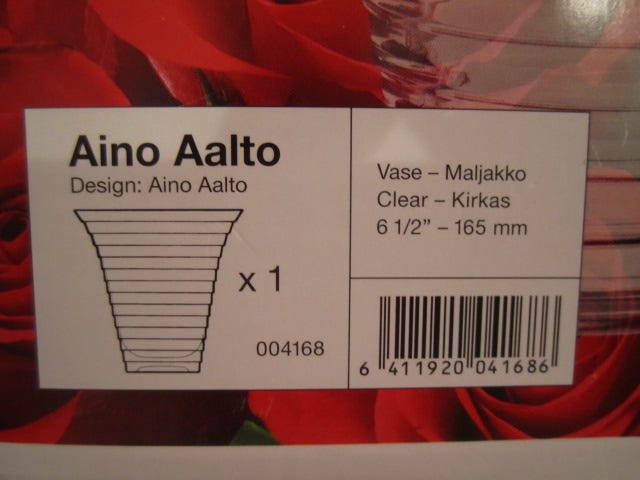 Aino Aalto
Design: Aino Aalto
x 1
004168
Vase – Maljakko
Clear – Kirkas
6 1/2” – 165 mm
6 411920 041686